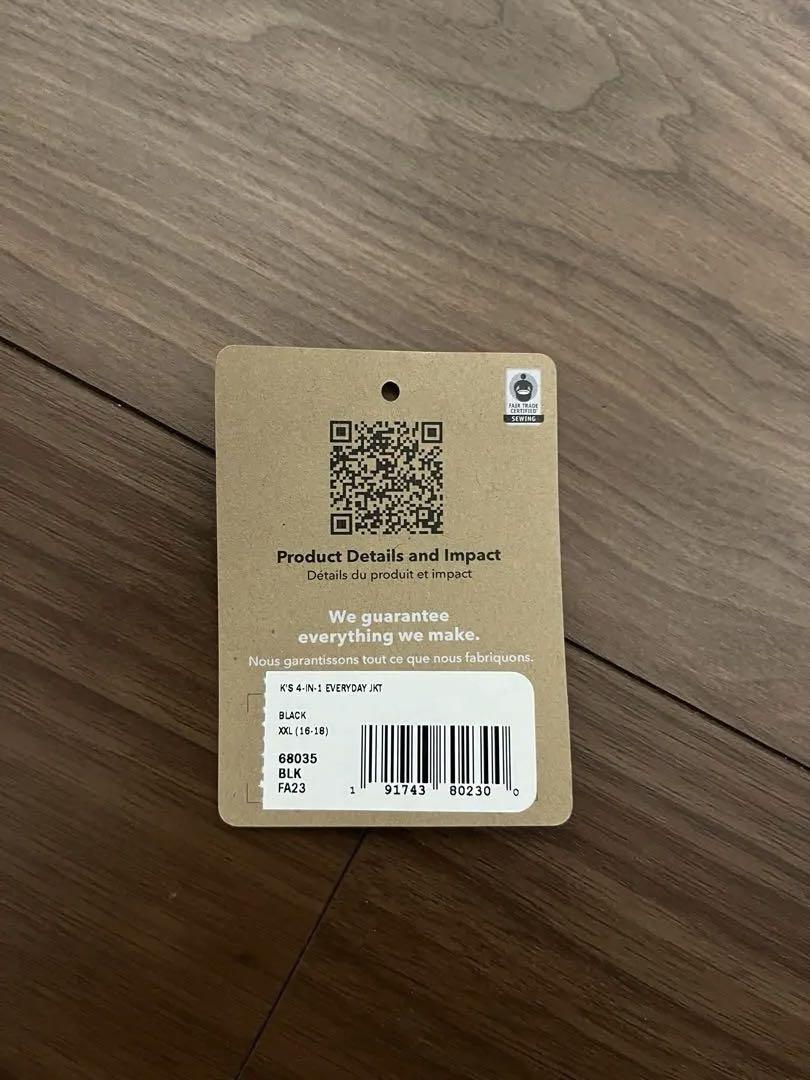 FAIR TRADE
CERTIFIED
SEWING
Product Details and Impact
Détails du produit et impact
We guarantee
everything we make.
Nous garantissons tout ce que nous fabriquons.
K'S 4-IN-1 EVERYDAY JKT
BLACK
XXL (16-18)
68035
BLK
FA23
1 91743 80230 0